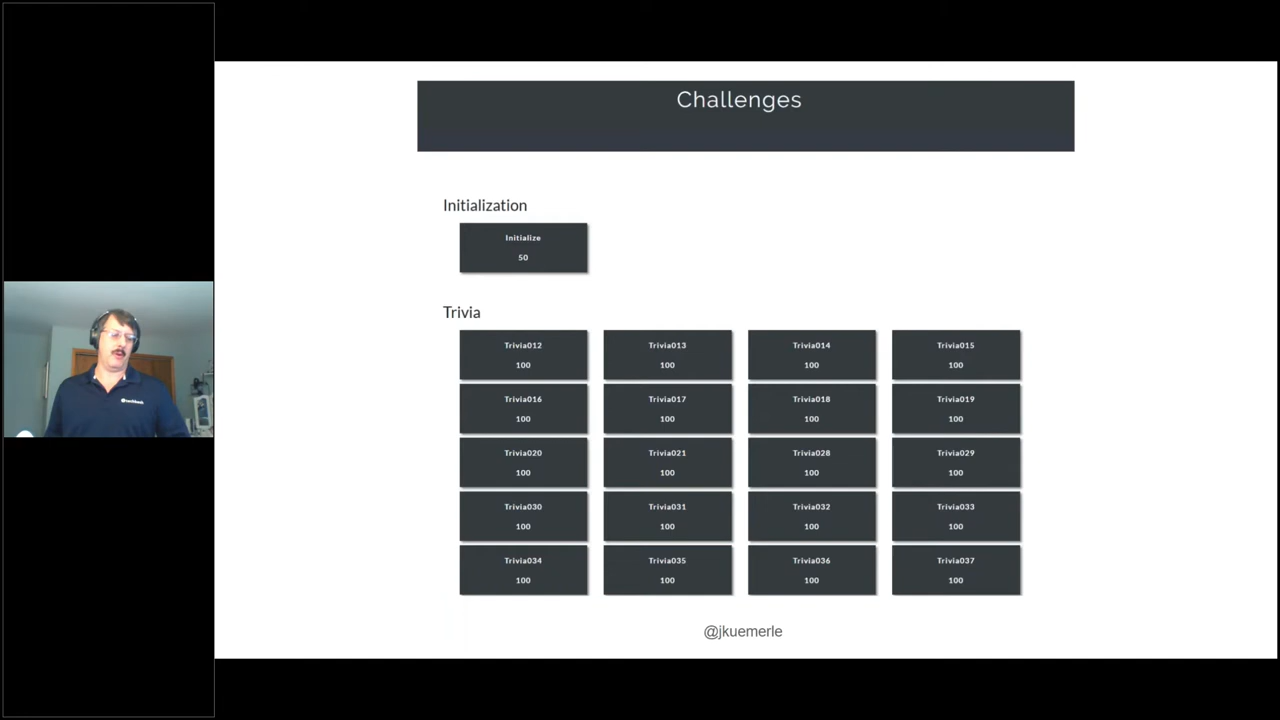 Challenges
Initialization
Initialize
50
Trivia
Trivia012 Trivia013 Trivia014 Trivia015
100 100 100 100
Trivia016 Trivia017 Trivia018 Trivia019
100 100 100 100
Trivia020 Trivia021 Trivia028 Trivia029
100 100 100 100
Trivia030 Trivia031 Trivia032 Trivia033
100 100 100 100
Trivia034 Trivia035 Trivia036 Trivia037
100 100 100 100
@jkuemerle